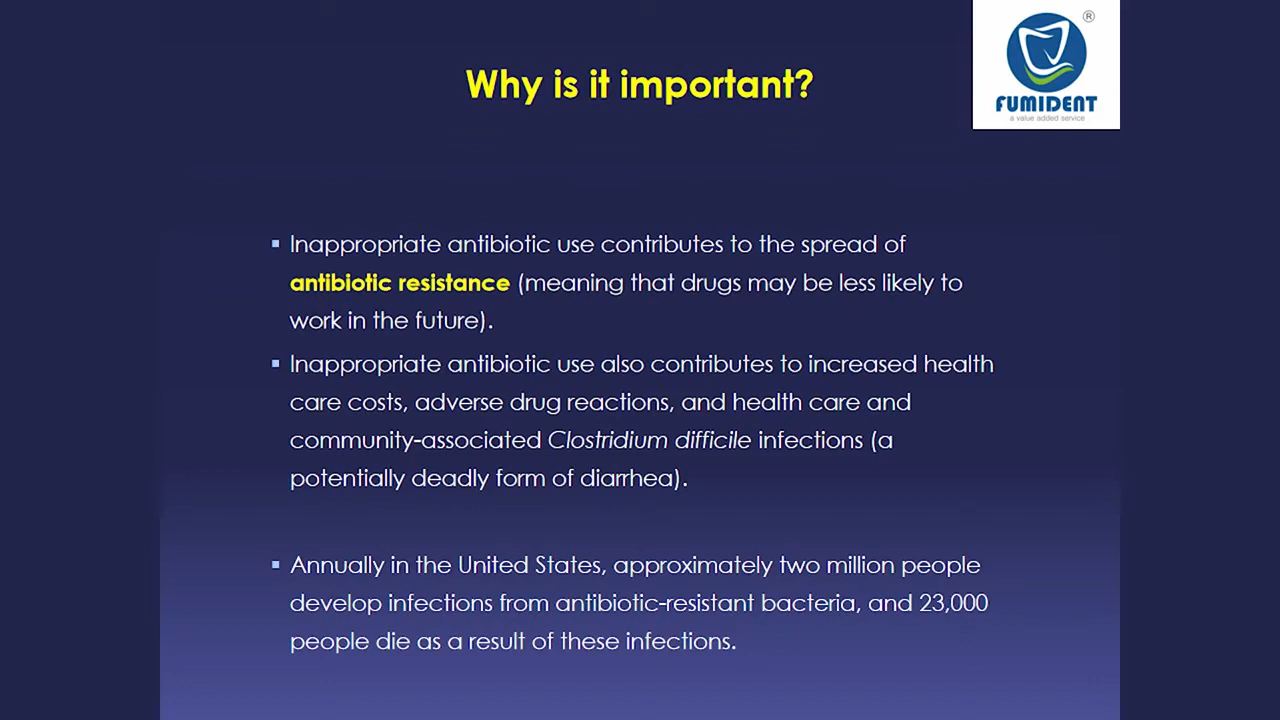 Why is it important?
®
FUMIDENT
a value added service
▪ Inappropriate antibiotic use contributes to the spread of
antibiotic resistance (meaning that drugs may be less likely to
work in the future).
▪ Inappropriate antibiotic use also contributes to increased health
care costs, adverse drug reactions, and health care and
community-associated Clostridium difficile infections (a
potentially deadly form of diarrhea).
▪ Annually in the United States, approximately two million people
develop infections from antibiotic-resistant bacteria, and 23,000
people die as a result of these infections.